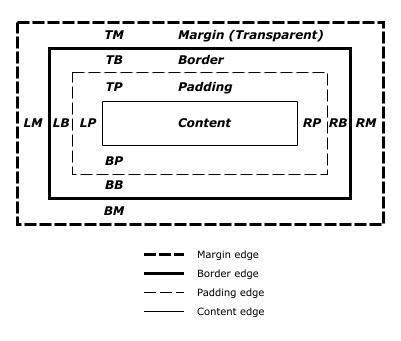 TM Margin (Transparent)
TB Border
TP Padding
LM LB LP Content RP RB RM
BP
BB
BM
Margin edge
Border edge
Padding edge
Content edge